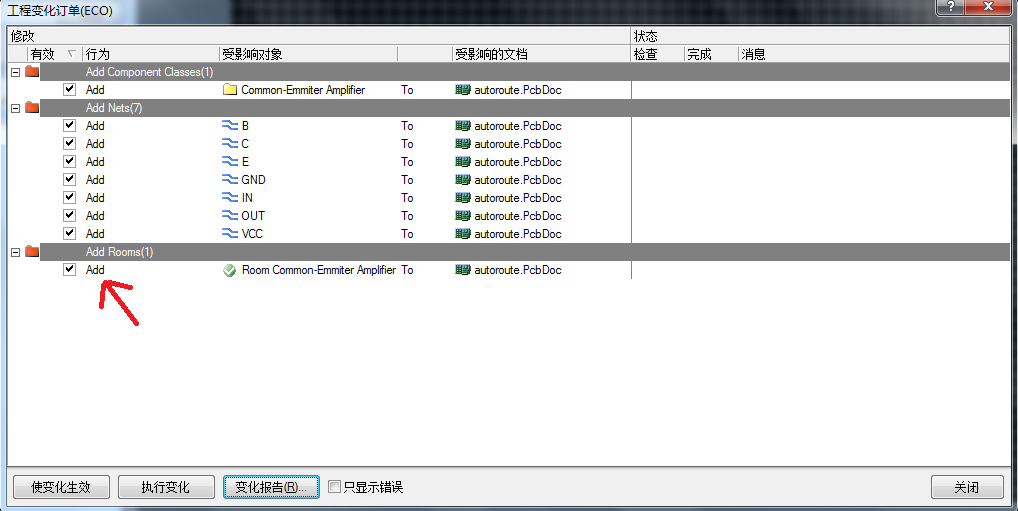 工程变化订单(ECO)
修改 状态
有效 行为 受影响对象 受影响的文档 检查 完成 消息
Add Component Classes(1)
Add Common-Emmiter Amplifier To autoroute.PcbDoc
Add Nets(7)
Add B To autoroute.PcbDoc
Add C To autoroute.PcbDoc
Add E To autoroute.PcbDoc
Add GND To autoroute.PcbDoc
Add IN To autoroute.PcbDoc
Add OUT To autoroute.PcbDoc
Add VCC To autoroute.PcbDoc
Add Rooms(1)
Add Room Common-Emmiter Amplifier To autoroute.PcbDoc
使变化生效 执行变化 变化报告(R)... 只显示错误 关闭